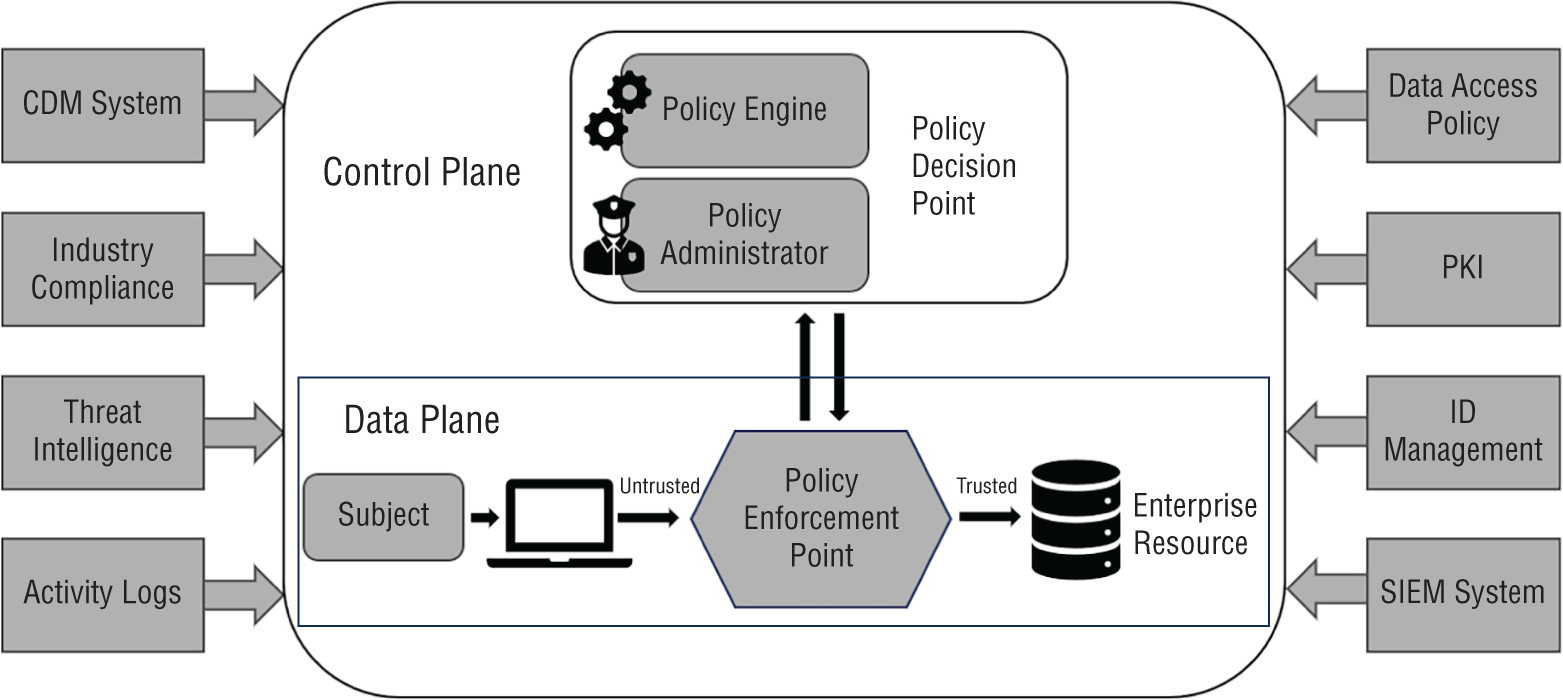 CDM System
Industry
Compliance
Threat
Intelligence
Activity Logs
Control Plane
Policy Engine
Policy
Administrator
Policy
Decision
Point
Data Plane
Subject
Untrusted
Policy
Enforcement
Point
Trusted
Enterprise
Resource
Data Access
Policy
PKI
ID
Management
SIEM System